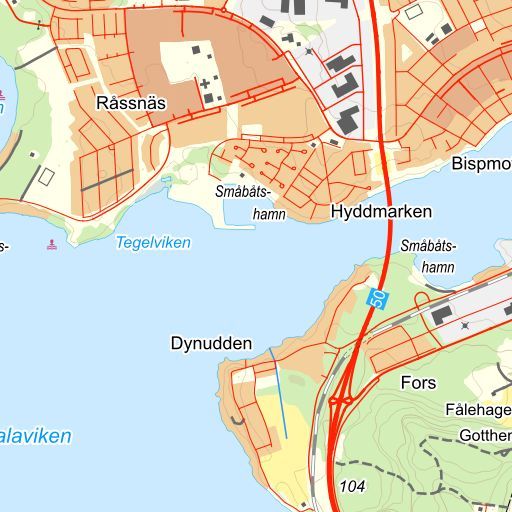 Råssnäs
Bispmo
Småbåts-
hamn
Hyddmarken
Tegelviken
Småbåts-
hamn
50
Dynudden
Fors
Fålehage
Gotther
alaviken
104